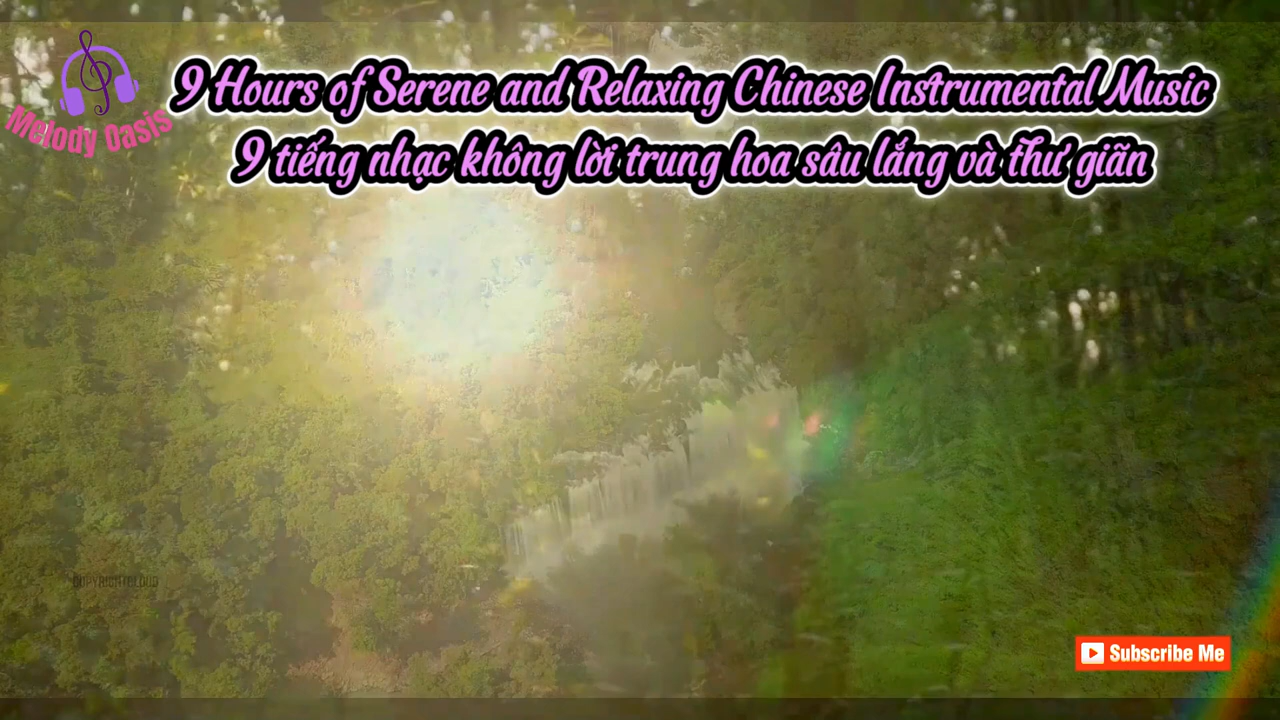 9 Hours of Serene and Relaxing Chinese Instrumental Music
9 tiếng nhạc không lời trung hoa sâu lắng và thư giãn
Melody Oasis
COPYRIGHTCLOUD
Subscribe Me